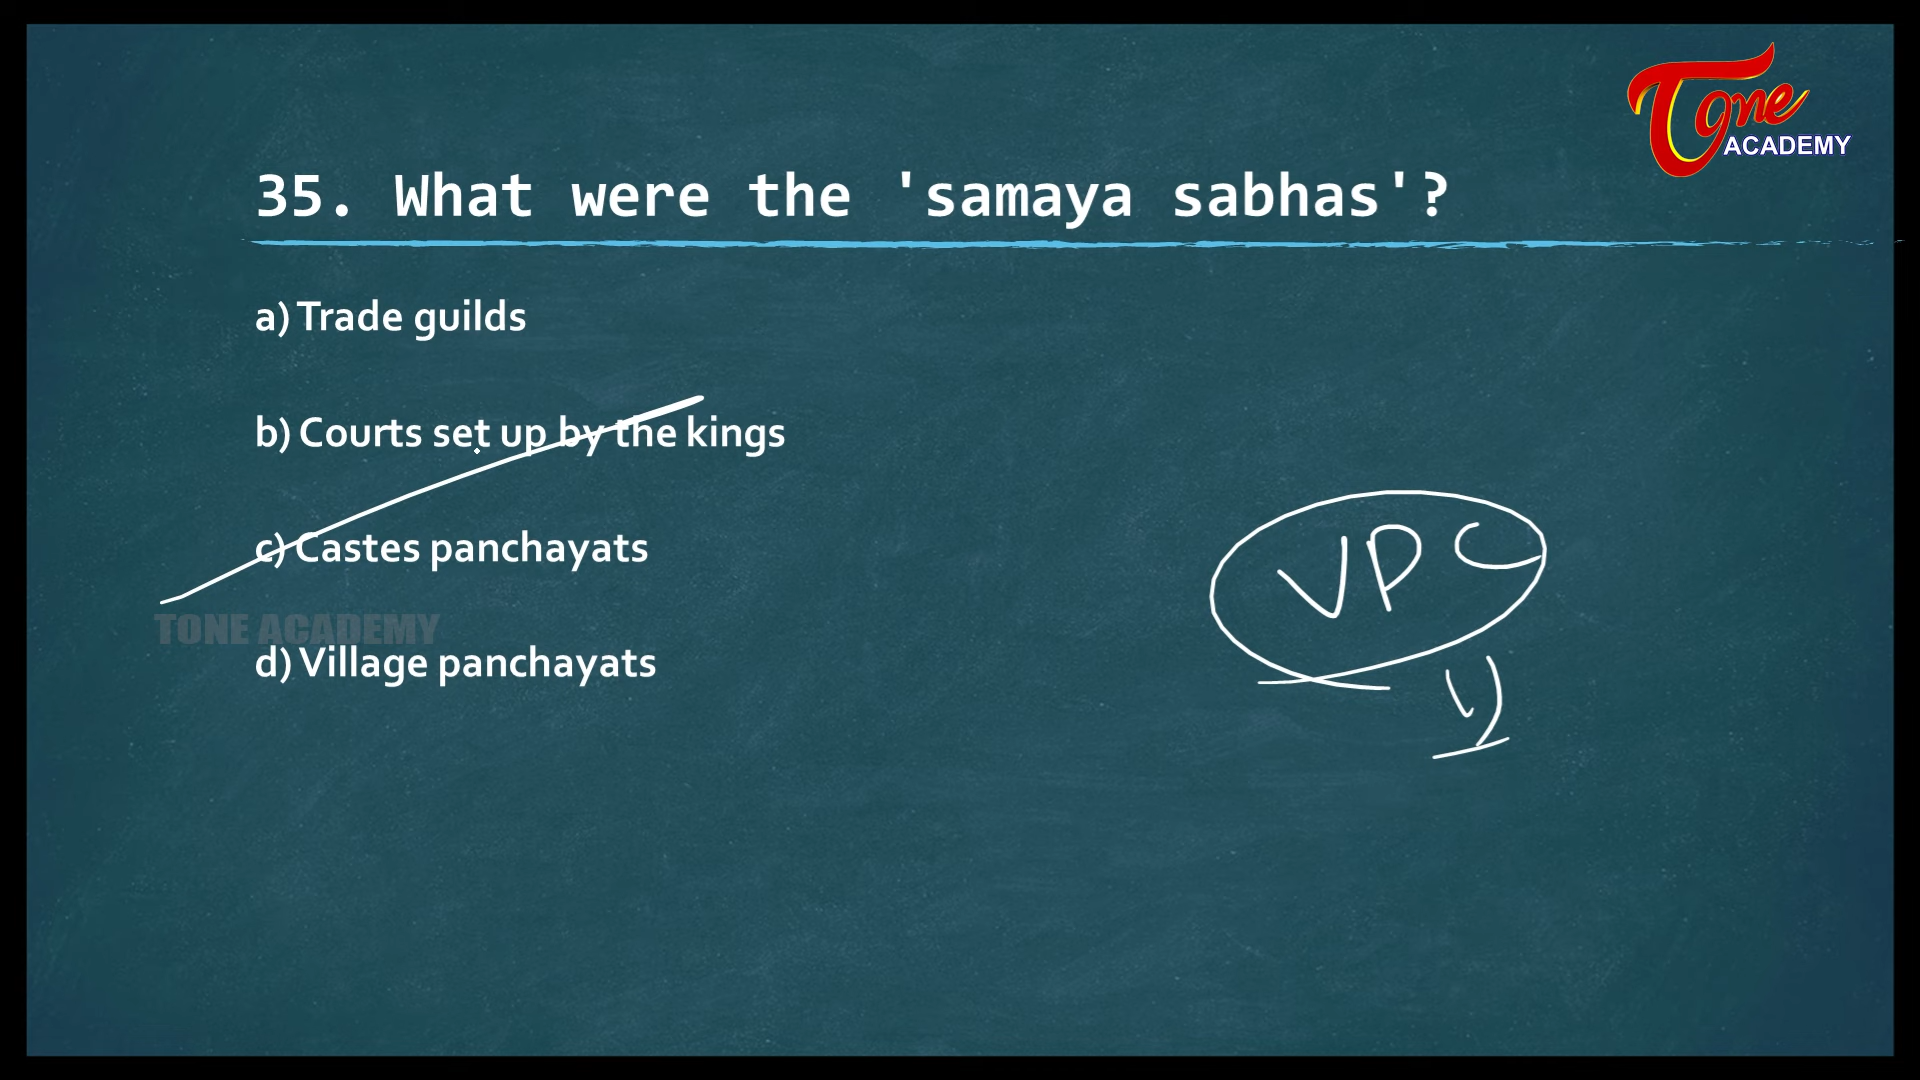 Tone
ACADEMY
35. What were the 'samaya sabhas'?
a) Trade guilds
b) Courts set up by the kings
c) Castes panchayats
TONE ACADEMY
d) Village panchayats
VPC